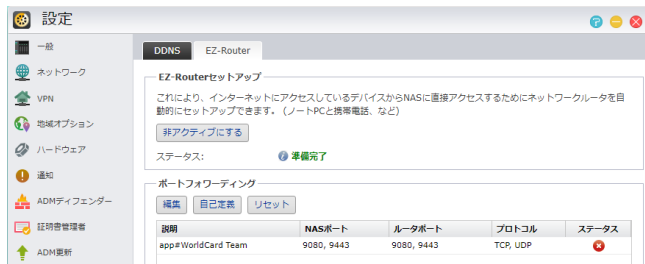 設定
一般
ネットワーク
VPN
地域オプション
ハードウェア
通知
ADMディフェンダー
証明書管理者
ADM更新
DDNS EZ-Router
EZ-Routerセットアップ
これにより、インターネットにアクセスしているデバイスからNASに直接アクセスするためにネットワークルータを自
動的にセットアップできます。(ノートPCと携帯電話、など)
非アクティブにする
ステータス: 準備完了
ポートフォワーディング
編集 自己定義 リセット
説明 NASポート ルータポート プロトコル ステータス
app#WorldCard Team 9080, 9443 9080, 9443 TCP, UDP